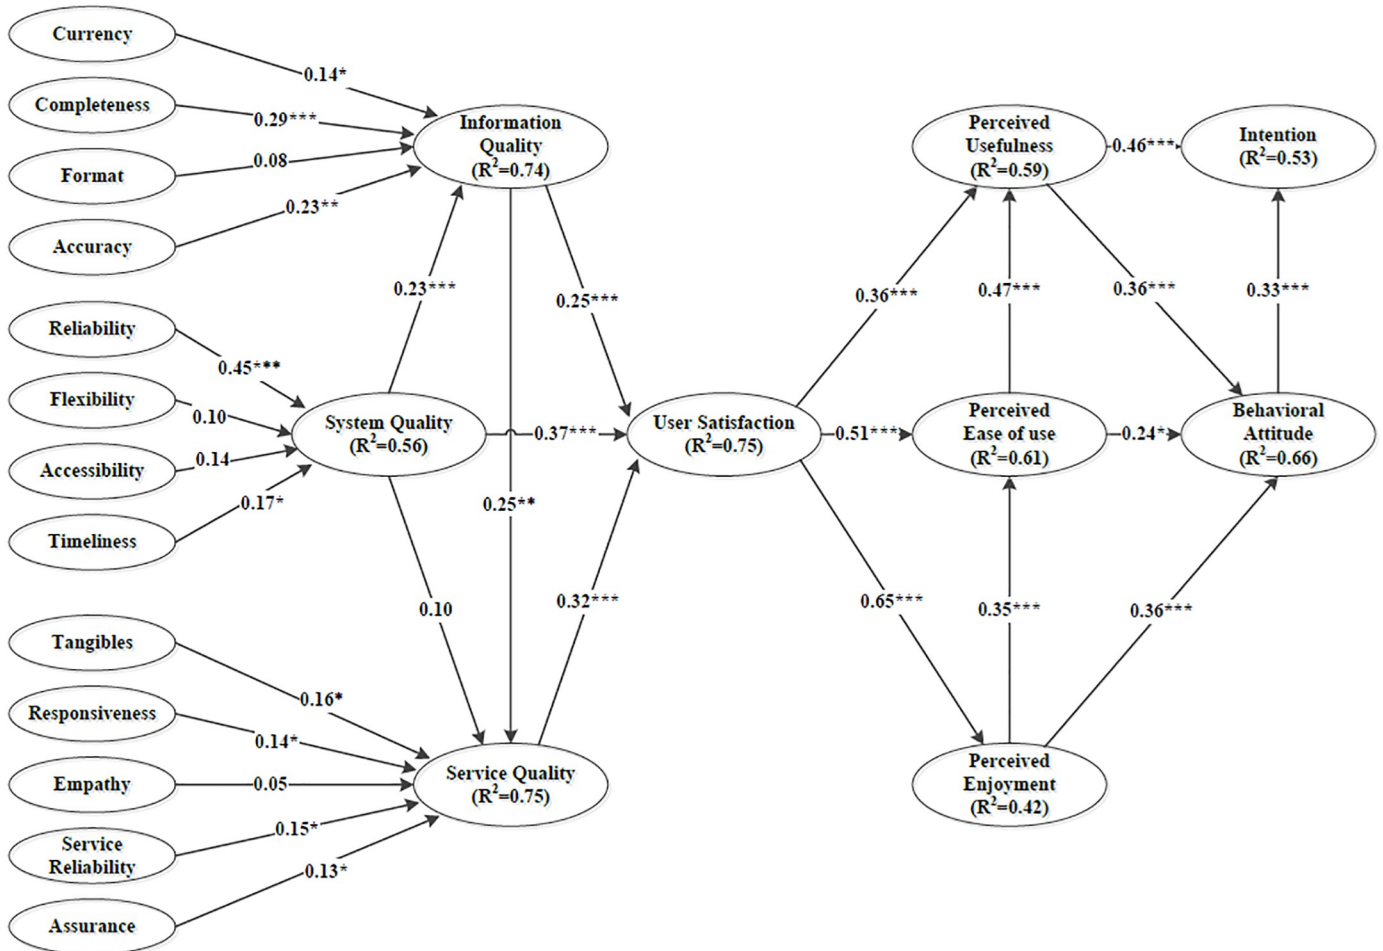 Currency
0.14*
Completeness
0.29***
Format
0.08
Accuracy
0.23**
Information
Quality
(R²=0.74)
Reliability
0.45***
Flexibility
0.10
Accessibility
0.14
Timeliness
0.17*
System Quality
(R²=0.56)
0.23***
0.25***
0.37***
0.25**
0.10
0.32***
Tangibles
0.16*
Responsiveness
0.14*
Empathy
0.05
Service
Reliability
0.15*
Assurance
0.13*
Service Quality
(R²=0.75)
User Satisfaction
(R²=0.75)
0.36***
0.51***
0.65***
Perceived
Usefulness
(R²=0.59)
0.46***
Intention
(R²=0.53)
0.47***
0.36***
0.33***
Perceived
Ease of use
(R²=0.61)
0.24*
Behavioral
Attitude
(R²=0.66)
0.35***
0.36***
Perceived
Enjoyment
(R²=0.42)